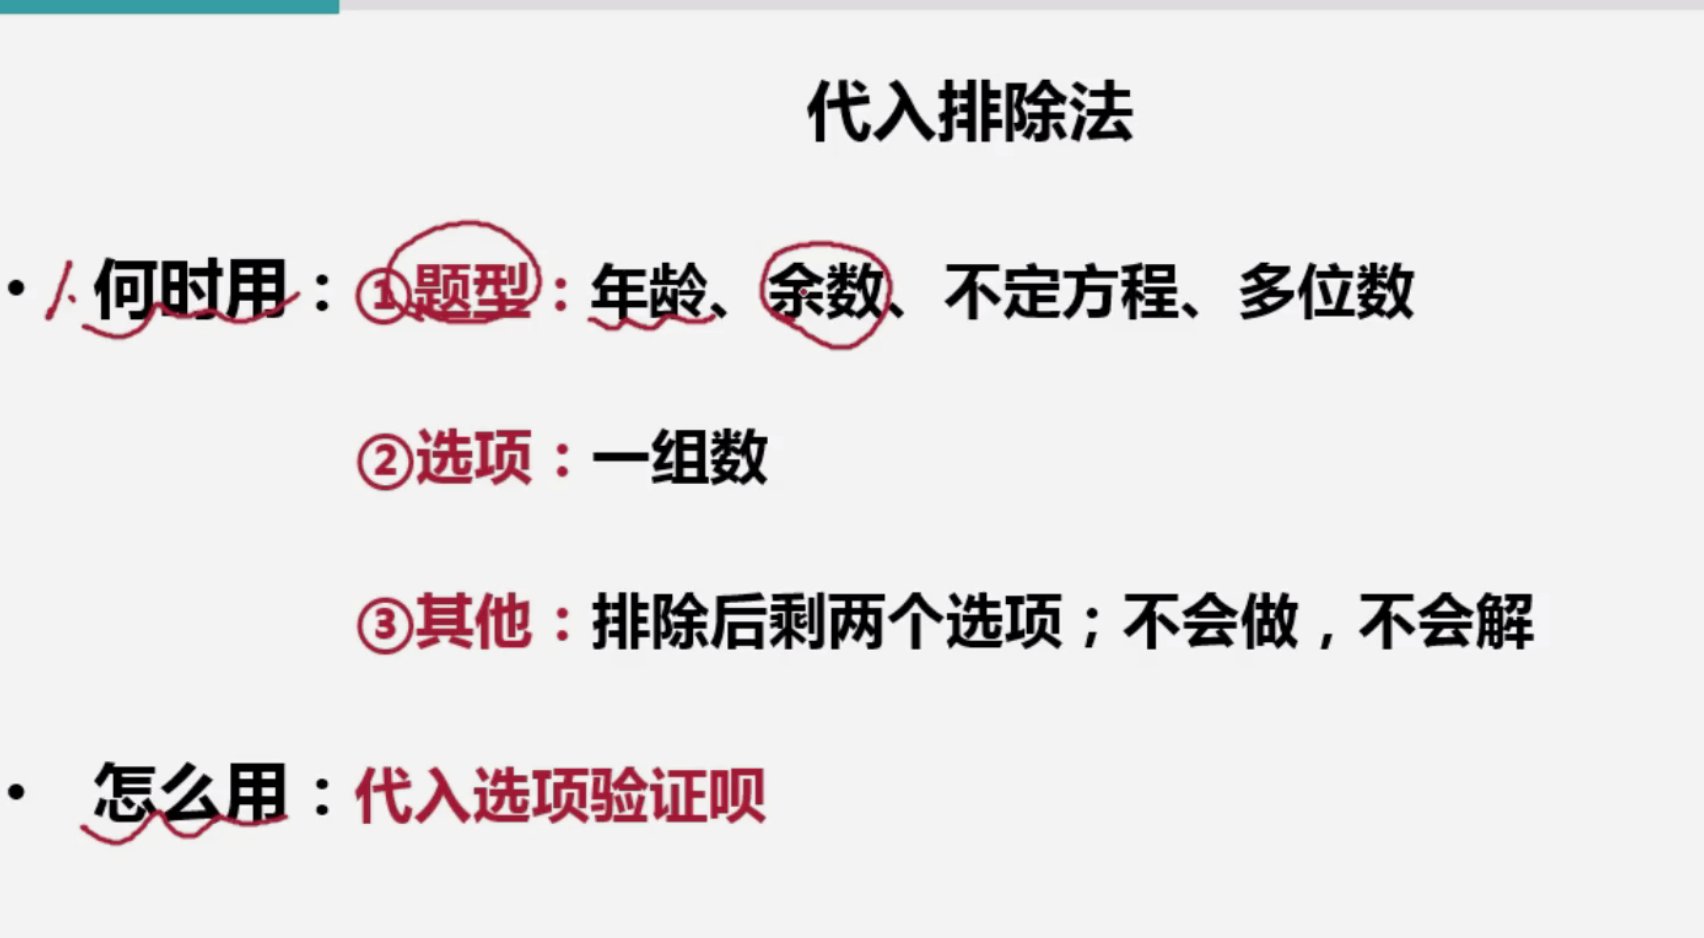 代入排除法
• 1. 何时用：①题型：年龄、余数、不定方程、多位数
②选项：一组数
③其他：排除后剩两个选项；不会做，不会解
• 怎么用：代入选项验证呗